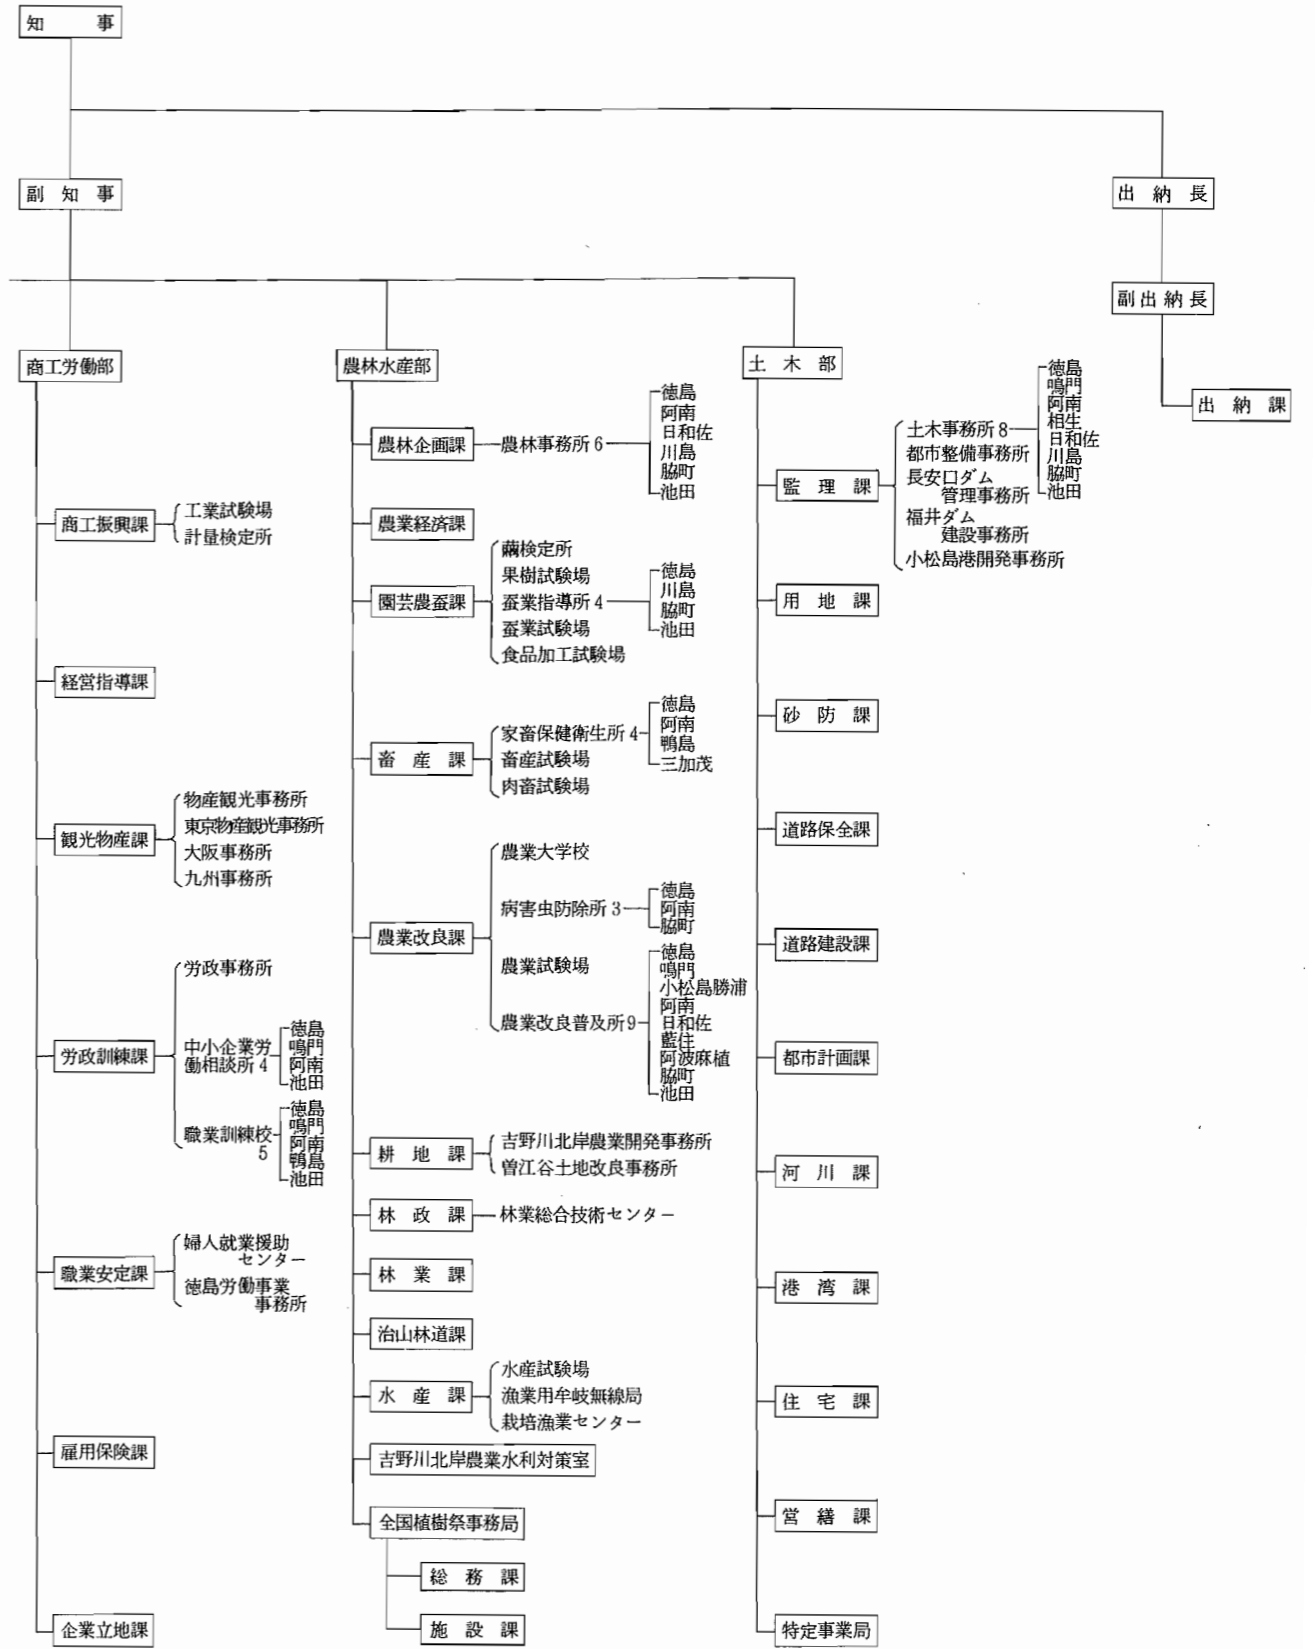 知事
副知事
出納長
副出納長
出納課
商工労働部
商工振興課
工業試験場
計量検定所
経営指導課
観光物産課
物産観光事務所
東京物産観光事務所
大阪事務所
九州事務所
労政訓練課
労政事務所
中小企業労
働相談所4
徳島
鳴門
阿南
池田
職業訓練校
5
徳島
鳴門
阿南
鴨島
池田
職業安定課
婦人就業援助
センター
徳島労働事業
事務所
雇用保険課
企業立地課
農林水産部
農林企画課
農林事務所6
徳島
阿南
日和佐
川島
脇町
池田
農業経済課
園芸農蚕課
繭検定所
果樹試験場
蚕業指導所4
徳島
川島
脇町
池田
蚕業試験場
食品加工試験場
畜産課
家畜保健衛生所4
徳島
阿南
鴨島
三加茂
畜産試験場
肉畜試験場
農業改良課
農業大学校
病害虫防除所3
徳島
阿南
脇町
農業試験場
農業改良普及所9
徳島
鳴門
小松島勝浦
阿南
日和佐
藍住
阿波麻植
脇町
池田
耕地課
吉野川北岸農業開発事務所
曽江谷土地改良事務所
林政課
林業総合技術センター
林業課
治山林道課
水産課
水産試験場
漁業用牟岐無線局
栽培漁業センター
吉野川北岸農業水利対策室
全国植樹祭事務局
総務課
施設課
土木部
監理課
土木事務所8
徳島
鳴門
阿南
相生
日和佐
川島
脇町
池田
都市整備事務所
長安口ダム
管理事務所
福井ダム
建設事務所
小松島港開発事務所
用地課
砂防課
道路保全課
道路建設課
都市計画課
河川課
港湾課
住宅課
営繕課
特定事業局